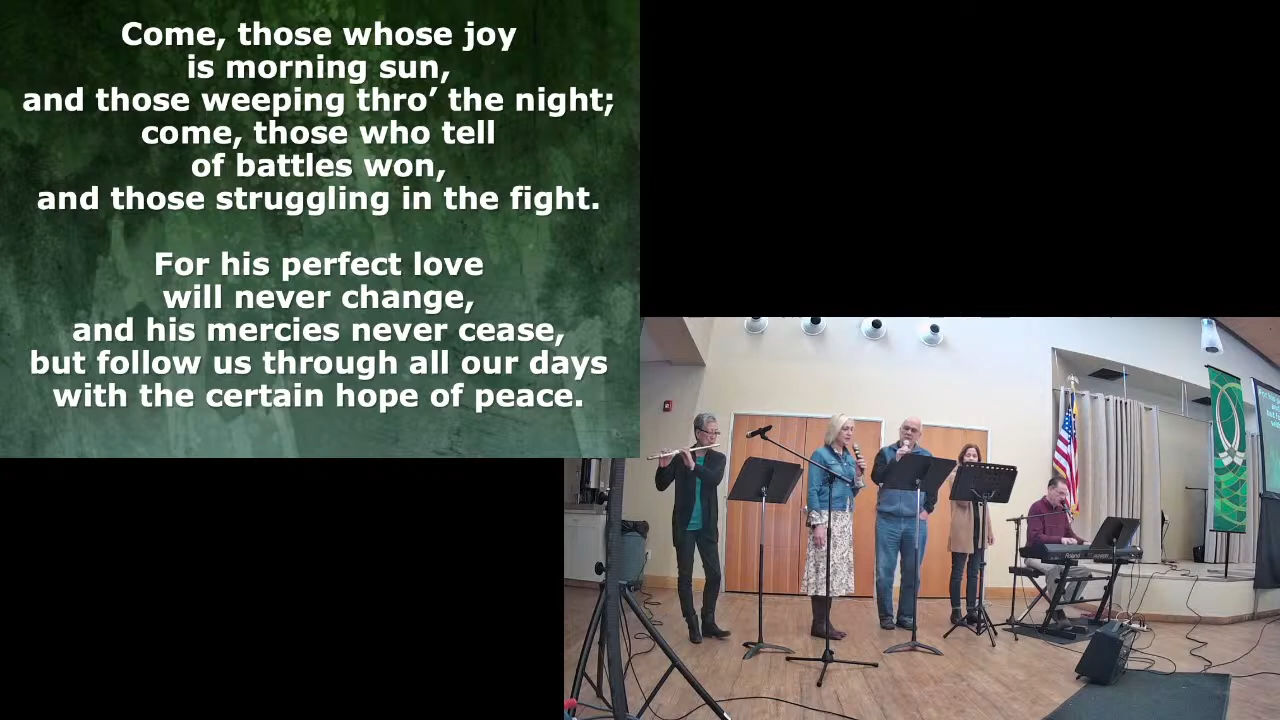 Come, those whose joy
is morning sun,
and those weeping thro’ the night;
come, those who tell
of battles won,
and those struggling in the fight.
For his perfect love
will never change,
and his mercies never cease,
but follow us through all our days
with the certain hope of peace.
Roland